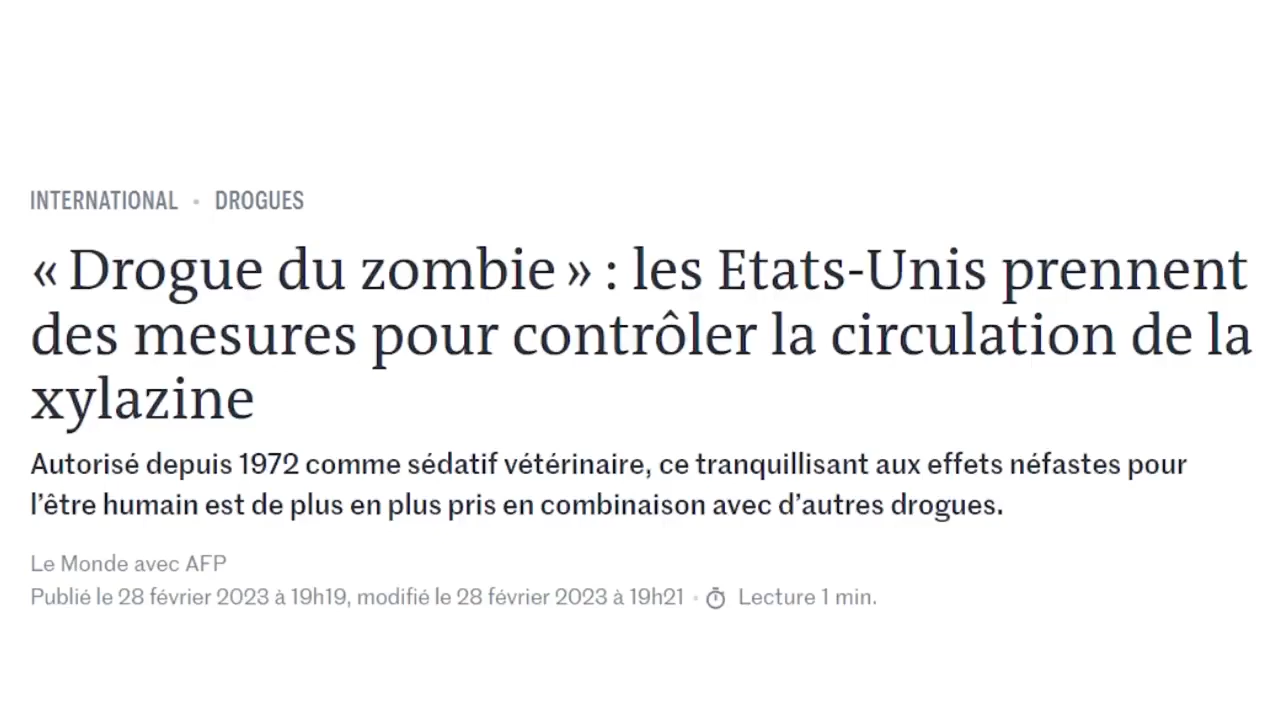 INTERNATIONAL • DROGUES
« Drogue du zombie » : les Etats-Unis prennent
des mesures pour contrôler la circulation de la
xylazine
Autorisé depuis 1972 comme sédatif vétérinaire, ce tranquillisant aux effets néfastes pour
l’être humain est de plus en plus pris en combinaison avec d’autres drogues.
Le Monde avec AFP
Publié le 28 février 2023 à 19h19, modifié le 28 février 2023 à 19h21 • Lecture 1 min.